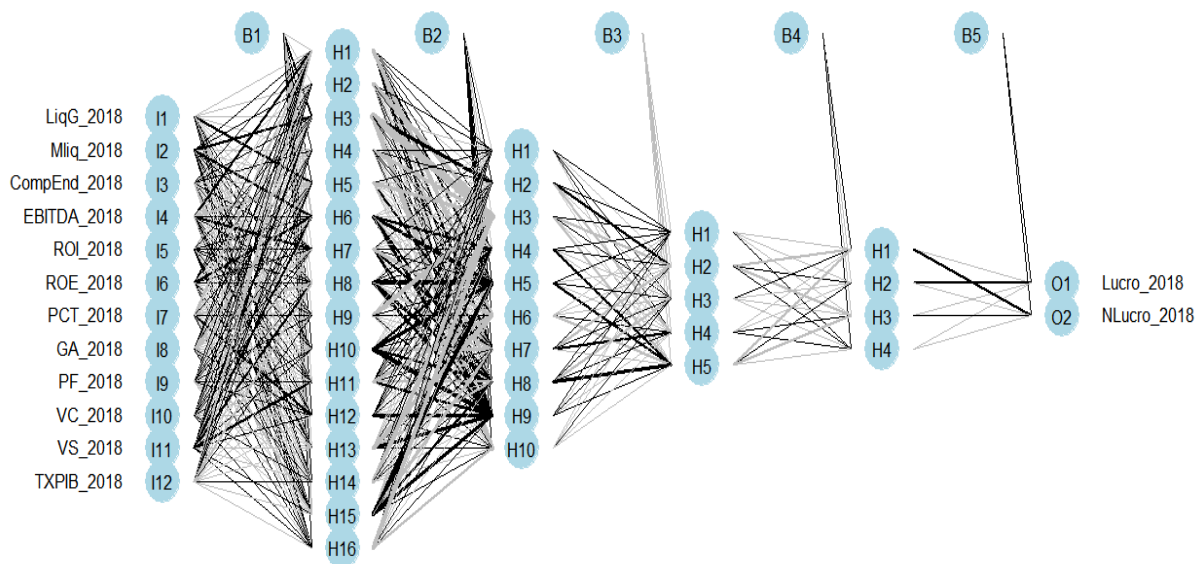 B1 B2 B3 B4 B5
H1
H2
LiqG_2018 I1 H3
Mliq_2018 I2 H4 H1
CompEnd_2018 I3 H5 H2
EBITDA_2018 I4 H6 H3 H1
ROI_2018 I5 H7 H4 H2 H1
ROE_2018 I6 H8 H5 H3 H2 O1 Lucro_2018
PCT_2018 I7 H9 H6 H4 H3 O2 NLucro_2018
GA_2018 I8 H10 H7 H5 H4
PF_2018 I9 H11 H8
VC_2018 I10 H12 H9
VS_2018 I11 H13 H10
TXPIB_2018 I12 H14
H15
H16